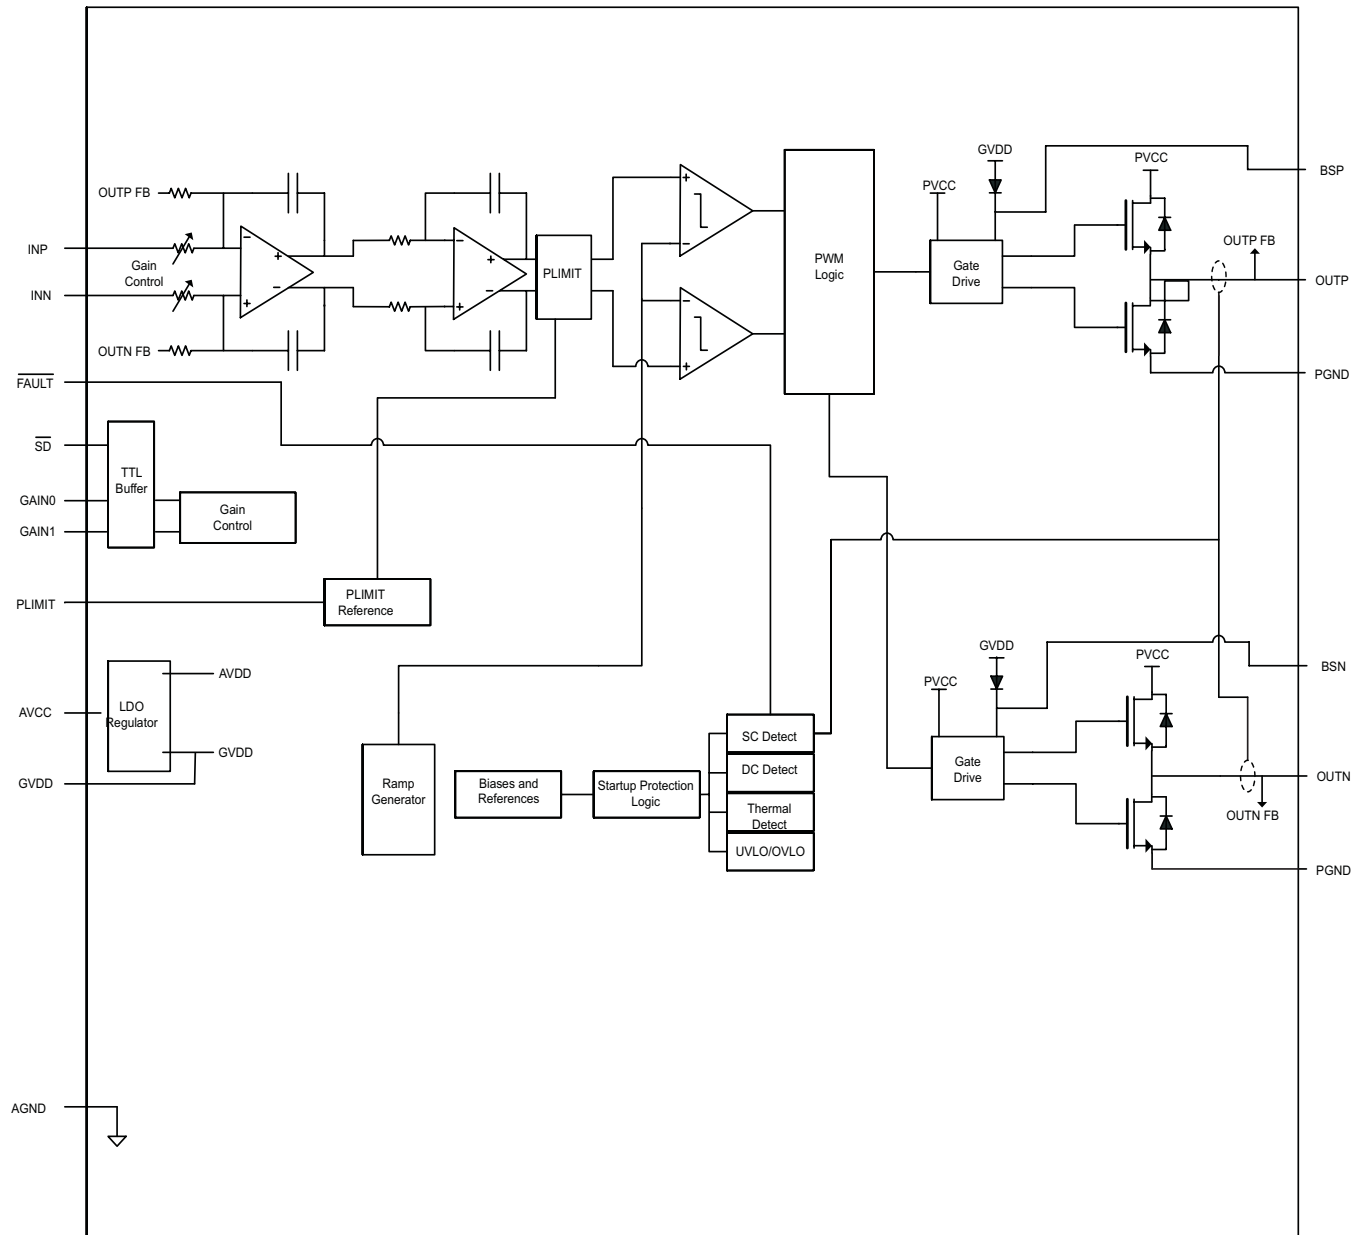 GVDD
PVCC
BSP
OUTP FB
PVCC
INP
Gain
Control
PLIMIT
PWM
Logic
Gate
Drive
OUTP FB
OUTP
INN
OUTN FB
FAULT
PGND
SD
TTL
Buffer
GAIN0
GAIN1
Gain
Control
PLIMIT
PLIMIT
Reference
GVDD
PVCC
BSN
PVCC
AVDD
LDO
Regulator
AVCC
GVDD
GVDD
SC Detect
DC Detect
Thermal
Detect
UVLO/OVLO
Ramp
Generator
Biases and
References
Startup Protection
Logic
Gate
Drive
OUTN
OUTN FB
PGND
AGND